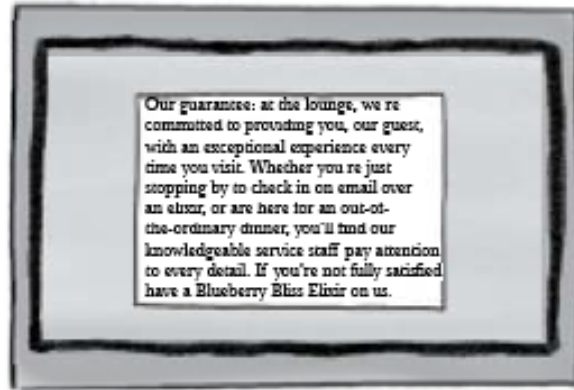 Our guarantee: at the lounge, we re
committed to providing you, our guest,
with an exceptional experience every
time you visit. Whether you re just
stopping by to check in on email over
an elixir, or are here for an out-of-
the-ordinary dinner, you'll find our
knowledgeable service staff pay attention
to every detail. If you're not fully satisfied
have a Blueberry Bliss Elixir on us.